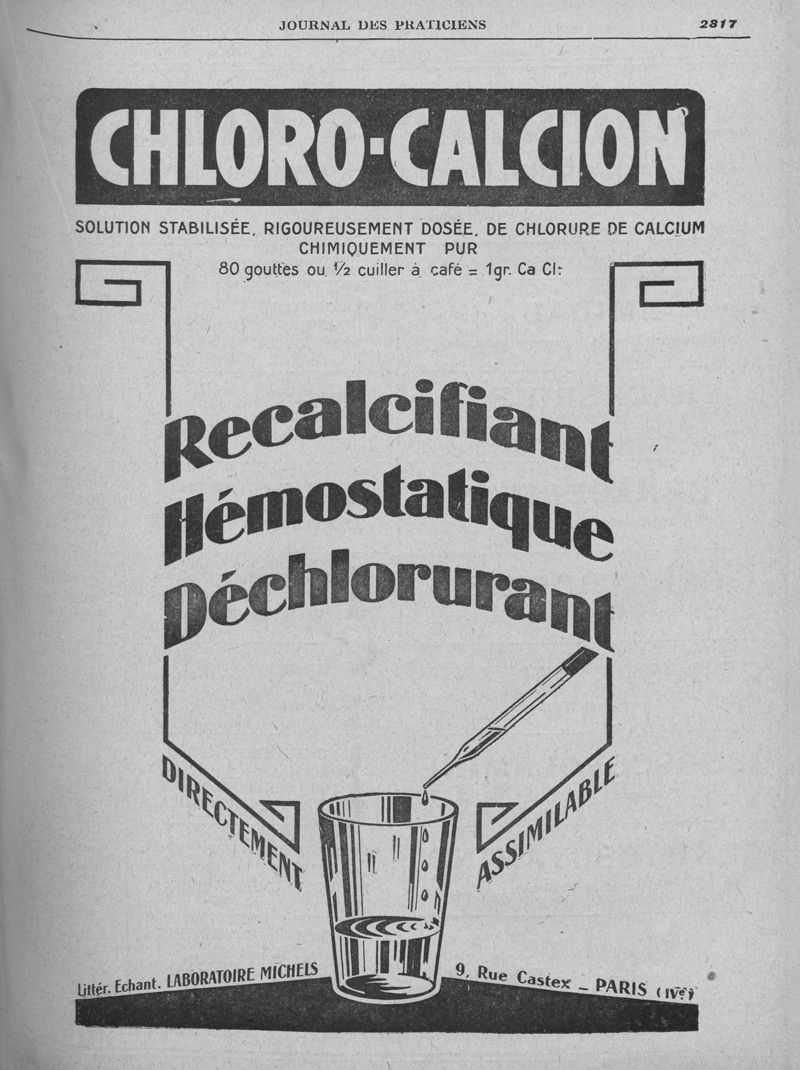 JOURNAL DES PRATICIENS 2817
CHLORO-CALCION
SOLUTION STABILISÉE, RIGOUREUSEMENT DOSÉE, DE CHLORURE DE CALCIUM
CHIMIQUEMENT PUR
80 gouttes ou 1/2 cuiller à café = 1gr. Ca Cl²
Recalcifiant
Hémostatique
Déchlorurant
DIRECTEMENT
ASSIMILABLE
Littér. Echant. LABORATOIRE MICHELS
9, Rue Castex _ PARIS (IVe)